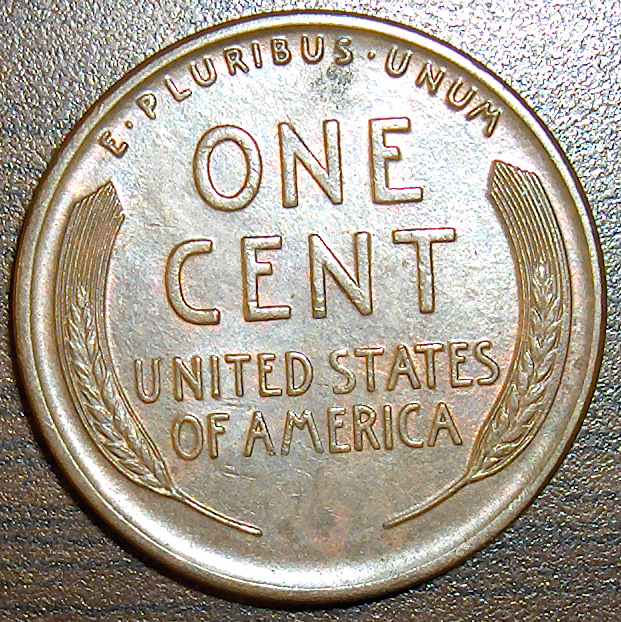 E · PLURIBUS · UNUM
ONE
CENT
UNITED STATES
OF AMERICA